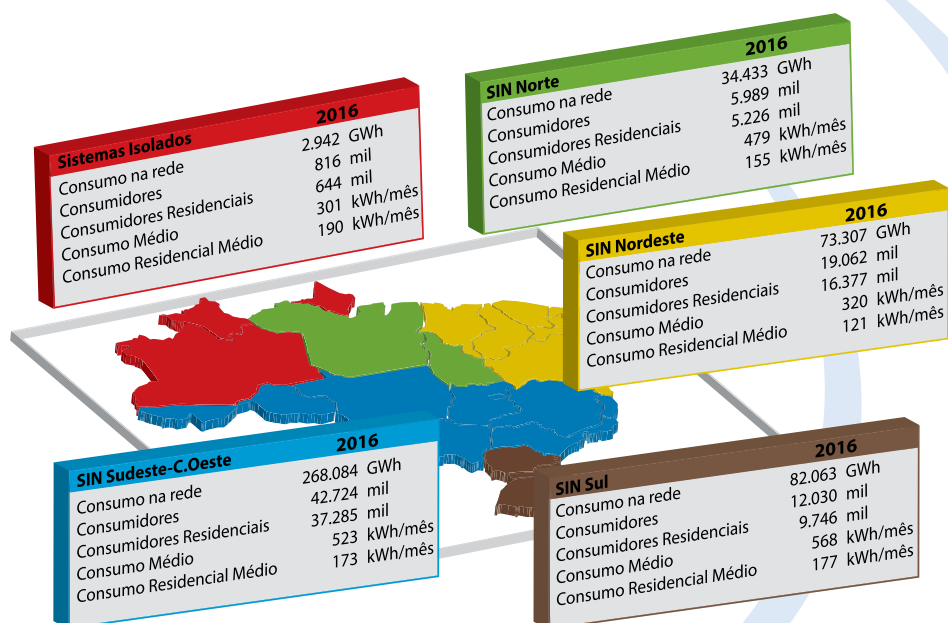 Sistemas Isolados 2016
Consumo na rede 2.942 GWh
Consumidores 816 mil
Consumidores Residenciais 644 mil
Consumo Médio 301 kWh/mês
Consumo Residencial Médio 190 kWh/mês
SIN Norte 2016
Consumo na rede 34.433 GWh
Consumidores 5.989 mil
Consumidores Residenciais 5.226 mil
Consumo Médio 479 kWh/mês
Consumo Residencial Médio 155 kWh/mês
SIN Nordeste 2016
Consumo na rede 73.307 GWh
Consumidores 19.062 mil
Consumidores Residenciais 16.377 mil
Consumo Médio 320 kWh/mês
Consumo Residencial Médio 121 kWh/mês
SIN Sudeste-C.Oeste 2016
Consumo na rede 268.084 GWh
Consumidores 42.724 mil
Consumidores Residenciais 37.285 mil
Consumo Médio 523 kWh/mês
Consumo Residencial Médio 173 kWh/mês
SIN Sul 2016
Consumo na rede 82.063 GWh
Consumidores 12.030 mil
Consumidores Residenciais 9.746 mil
Consumo Médio 568 kWh/mês
Consumo Residencial Médio 177 kWh/mês